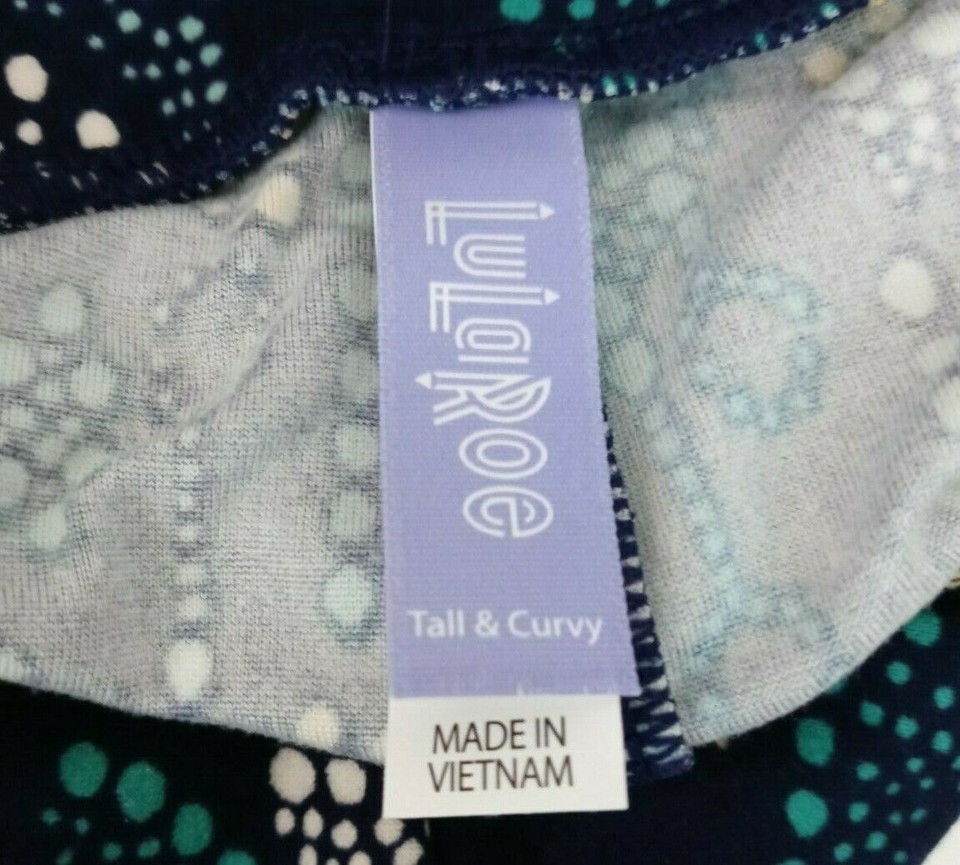 LuLaRoe
Tall & Curvy
MADE IN
VIETNAM